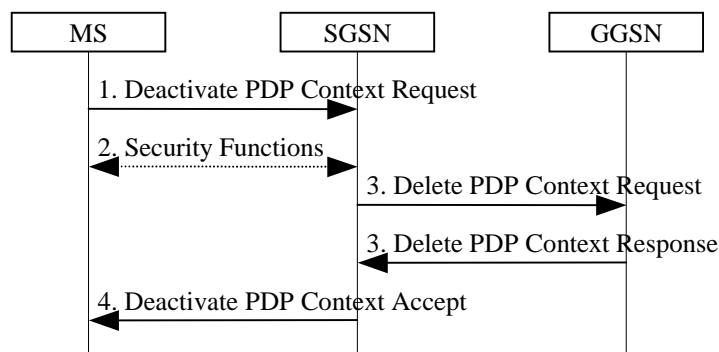 MS
SGSN
GGSN
1. Deactivate PDP Context Request
2. Security Functions
3. Delete PDP Context Request
3. Delete PDP Context Response
4. Deactivate PDP Context Accept